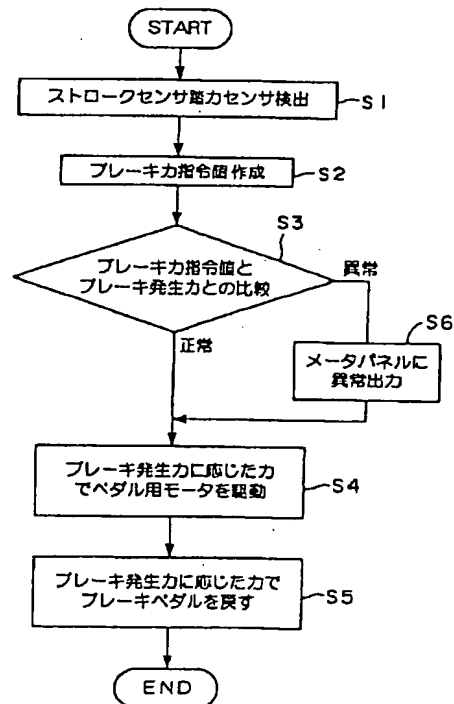 START
ストロークセンサ踏力センサ検出
S1
ブレーキ力指令値作成
S2
S3
ブレーキ力指令値と
ブレーキ発生力との比較
異常
正常
S6
メータパネルに
異常出力
ブレーキ発生力に応じた力
でペダル用モータを駆動
S4
ブレーキ発生力に応じた力で
ブレーキペダルを戻す
S5
END